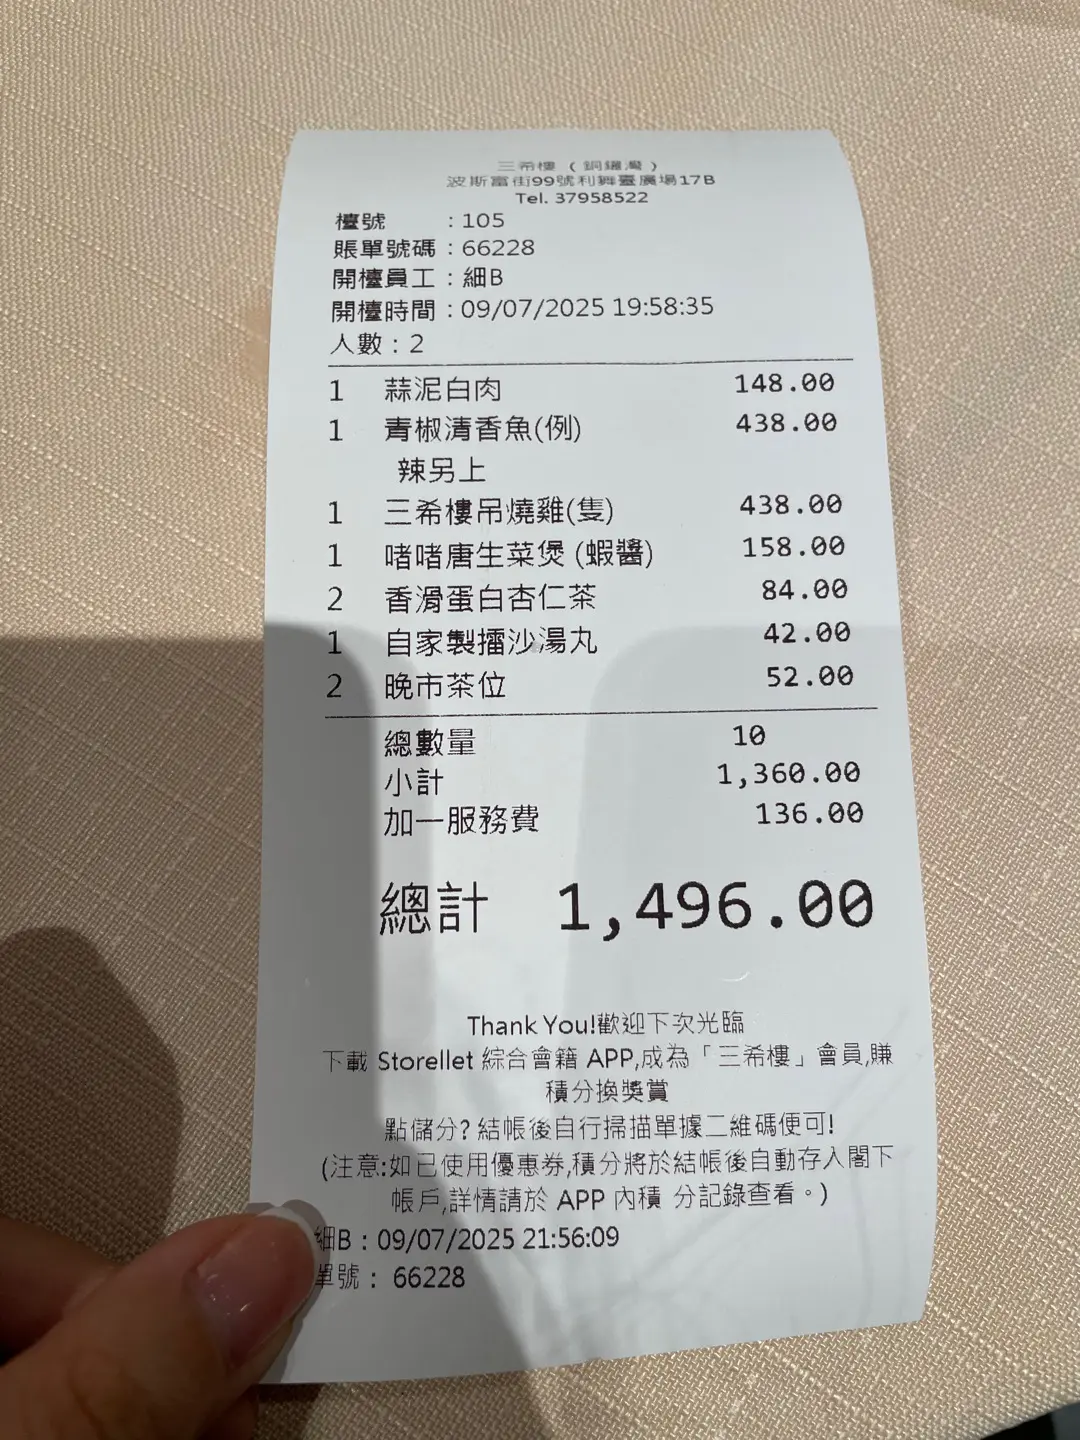 三希樓 （銅鑼灣）
波斯富街99號利舞臺廣場17B
Tel. 37958522
檯號 : 105
賬單號碼 : 66228
開檯員工 : 細B
開檯時間 : 09/07/2025 19:58:35
人數 : 2
1 蒜泥白肉 148.00
1 青椒清香魚(例) 438.00
辣另上
1 三希樓吊燒雞(隻) 438.00
1 啫啫唐生菜煲 (蝦醬) 158.00
2 香滑蛋白杏仁茶 84.00
1 自家製擂沙湯丸 42.00
2 晚市茶位 52.00
總數量 10
小計 1,360.00
加一服務費 136.00
總計 1,496.00
Thank You!歡迎下次光臨
下載 Storellet 綜合會籍 APP,成為「三希樓」會員,賺
積分換獎賞
點儲分? 結帳後自行掃描單據二維碼便可!
(注意:如已使用優惠券,積分將於結帳後自動存入閣下
帳戶,詳情請於 APP 內積 分記錄查看。)
細B : 09/07/2025 21:56:09
單號 : 66228